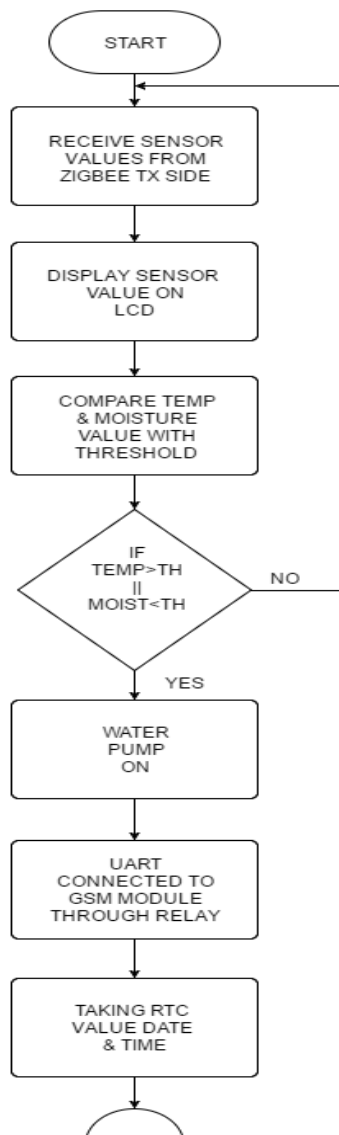 START
RECEIVE SENSOR
VALUES FROM
ZIGBEE TX SIDE
DISPLAY SENSOR
VALUE ON
LCD
COMPARE TEMP
& MOISTURE
VALUE WITH
THRESHOLD
IF
TEMP>TH
||
MOIST<TH
NO
YES
WATER
PUMP
ON
UART
CONNECTED TO
GSM MODULE
THROUGH RELAY
TAKING RTC
VALUE DATE
& TIME